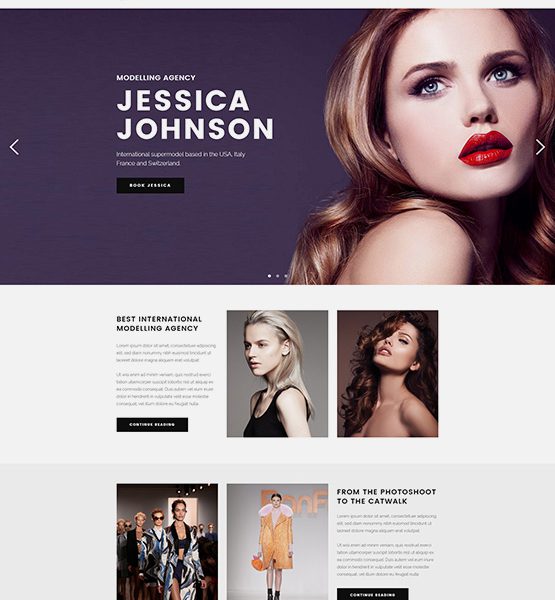 MODELLING AGENCY
JESSICA
JOHNSON
International supermodel based in the USA, Italy
France and Switzerland.
BOOK JESSICA
BEST INTERNATIONAL
MODELLING AGENCY
Lorem ipsum dolor sit amet, consectetuer adipiscing
elit, sed diam nonummy nibh euismod tincidunt ut
laoreet dolore magna aliquam erat volutpat.
Ut wisi enim ad minim veniam, quis nostrud exerci
tation ullamcorper suscipit lobortis nisl ut aliquip ex
ea commodo consequat. Duis autem vel eum iriure
dolor in hendrerit in vulputate velit esse molestie
consequat, vel illum dolore eu feugiat nulla
CONTINUE READING
FROM THE PHOTOSHOOT
TO THE CATWALK
Lorem ipsum dolor sit amet, consectetuer adipiscing
elit, sed diam nonummy nibh euismod tincidunt ut
laoreet dolore magna aliquam erat volutpat.
Ut wisi enim ad minim veniam, quis nostrud exerci
tation ullamcorper suscipit lobortis nisl ut aliquip ex
ea commodo consequat. Duis autem vel eum iriure
dolor in hendrerit in vulputate velit esse molestie
consequat, vel illum dolore eu feugiat nulla
CONTINUE READING